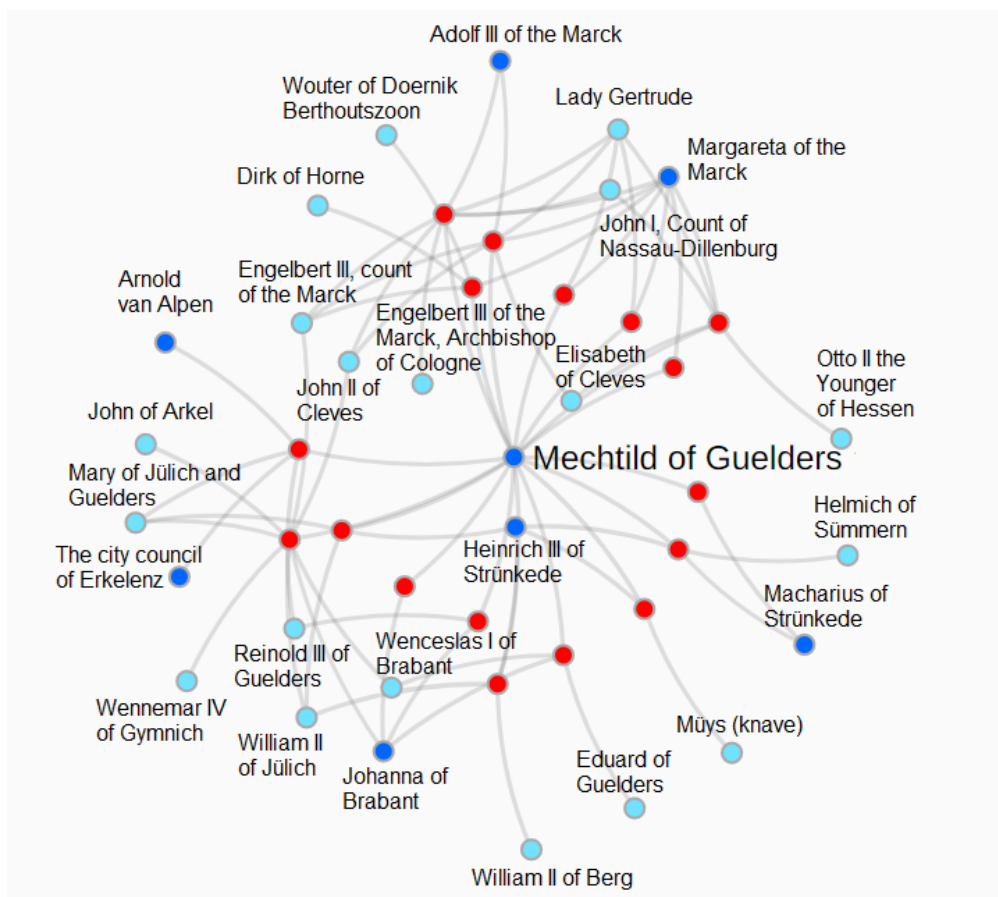 Adolf III of the Marck
Wouter of Doernik
Berthoutszoon
Lady Gertrude
Margareta of the
Marck
Dirk of Horne
John I, Count of
Nassau-Dillenburg
Engelbert III, count
of the Marck
Arnold
van Alpen
Engelbert III of the
Marck, Archbishop
of Cologne
Elisabeth
of Cleves
Otto II the
Younger
of Hessen
John II of
Cleves
John of Arkel
Mechtild of Guelders
Mary of Jülich and
Guelders
Helmich of
Sümmern
The city council
of Erkelenz
Heinrich III of
Strünkede
Macharius of
Strünkede
Wenceslas I of
Brabant
Reinold III of
Guelders
Wennemar IV
of Gymnich
William II
of Jülich
Müys (knave)
Johanna of
Brabant
Eduard of
Guelders
William II of Berg